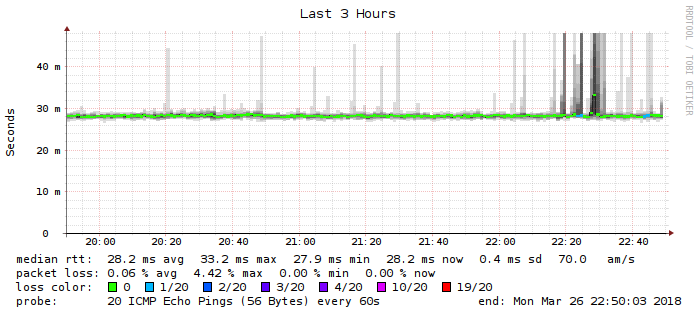 Last 3 Hours
RRDTOOL / TOBI OETIKER
Seconds
40 m
30 m
20 m
10 m
0
20:00 20:20 20:40 21:00 21:20 21:40 22:00 22:20 22:40
median rtt: 28.2 ms avg 33.2 ms max 27.9 ms min 28.2 ms now 0.4 ms sd 70.0 am/s
packet loss: 0.06 % avg 4.42 % max 0.00 % min 0.00 % now
loss color: 0 1/20 2/20 3/20 4/20 10/20 19/20
probe: 20 ICMP Echo Pings (56 Bytes) every 60s end: Mon Mar 26 22:50:03 2018